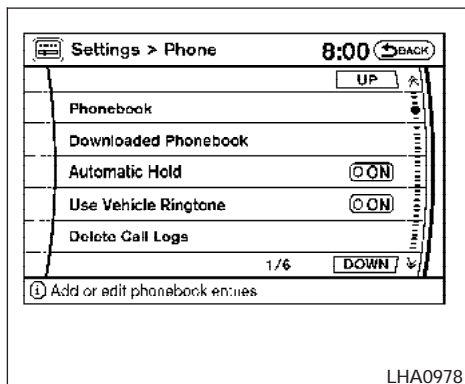 Settings > Phone 8:00 BACK
UP
Phonebook
Downloaded Phonebook
Automatic Hold ON
Use Vehicle Ringtone ON
Delete Call Logs
1/6 DOWN
i Add or edit phonebook entries
LHA0978